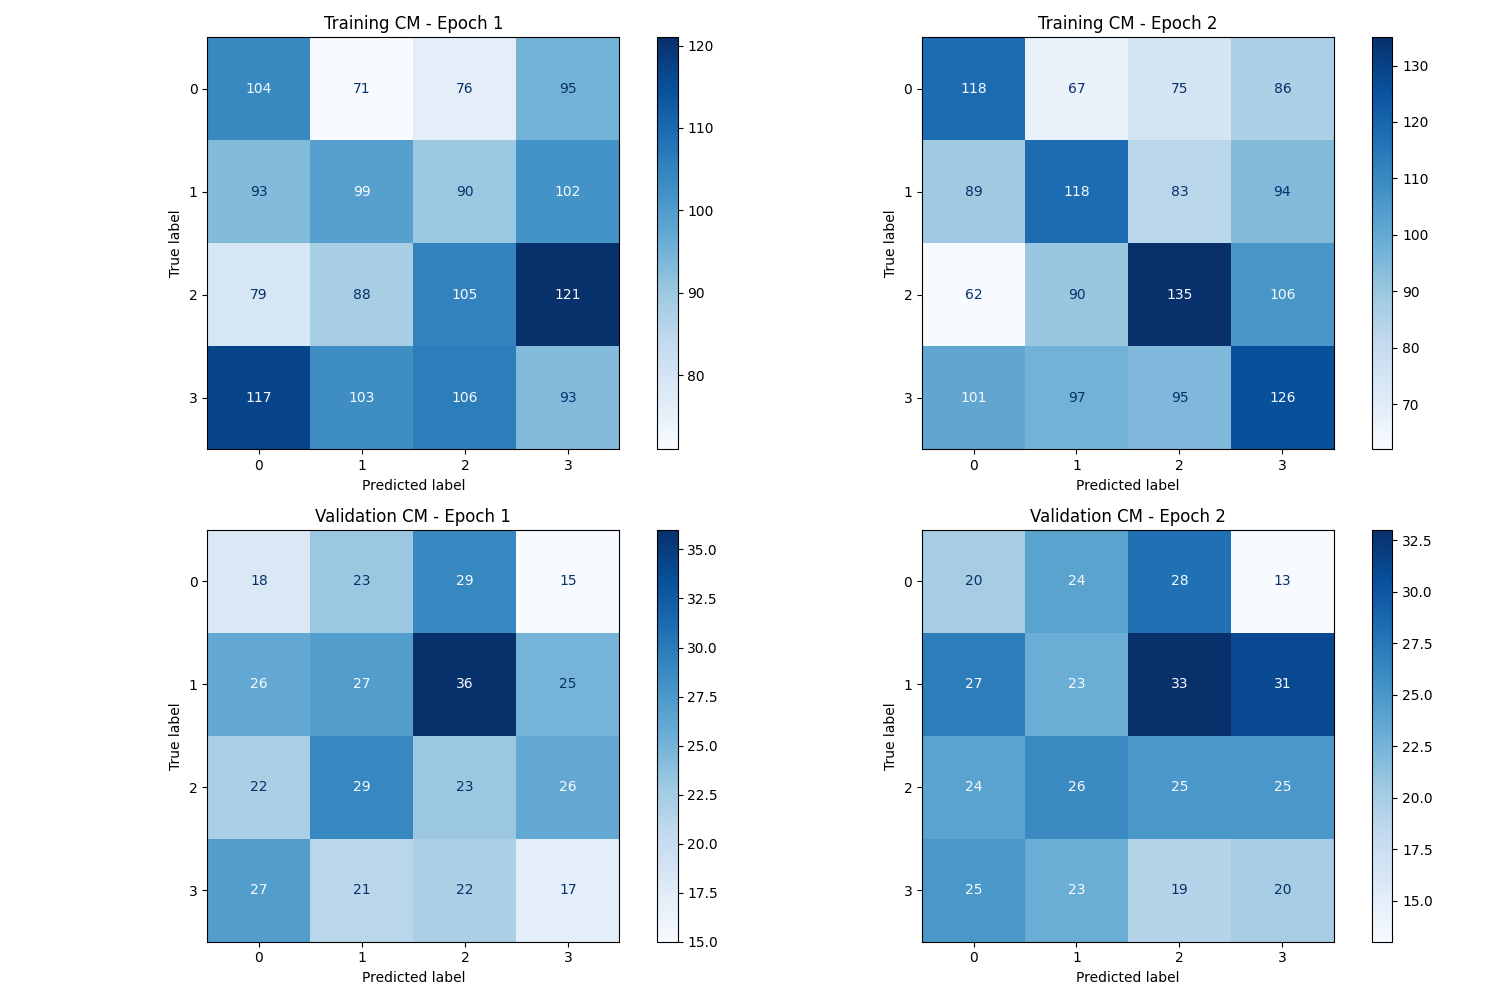 Training CM - Epoch 1
0 104 71 76 95
1 93 99 90 102
2 79 88 105 121
3 117 103 106 93
0 1 2 3
Predicted label
True label
120
110
100
90
80
Training CM - Epoch 2
0 118 67 75 86
1 89 118 83 94
2 62 90 135 106
3 101 97 95 126
0 1 2 3
Predicted label
True label
130
120
110
100
90
80
70
Validation CM - Epoch 1
0 18 23 29 15
1 26 27 36 25
2 22 29 23 26
3 27 21 22 17
0 1 2 3
Predicted label
True label
35.0
32.5
30.0
27.5
25.0
22.5
20.0
17.5
15.0
Validation CM - Epoch 2
0 20 24 28 13
1 27 23 33 31
2 24 26 25 25
3 25 23 19 20
0 1 2 3
Predicted label
True label
32.5
30.0
27.5
25.0
22.5
20.0
17.5
15.0